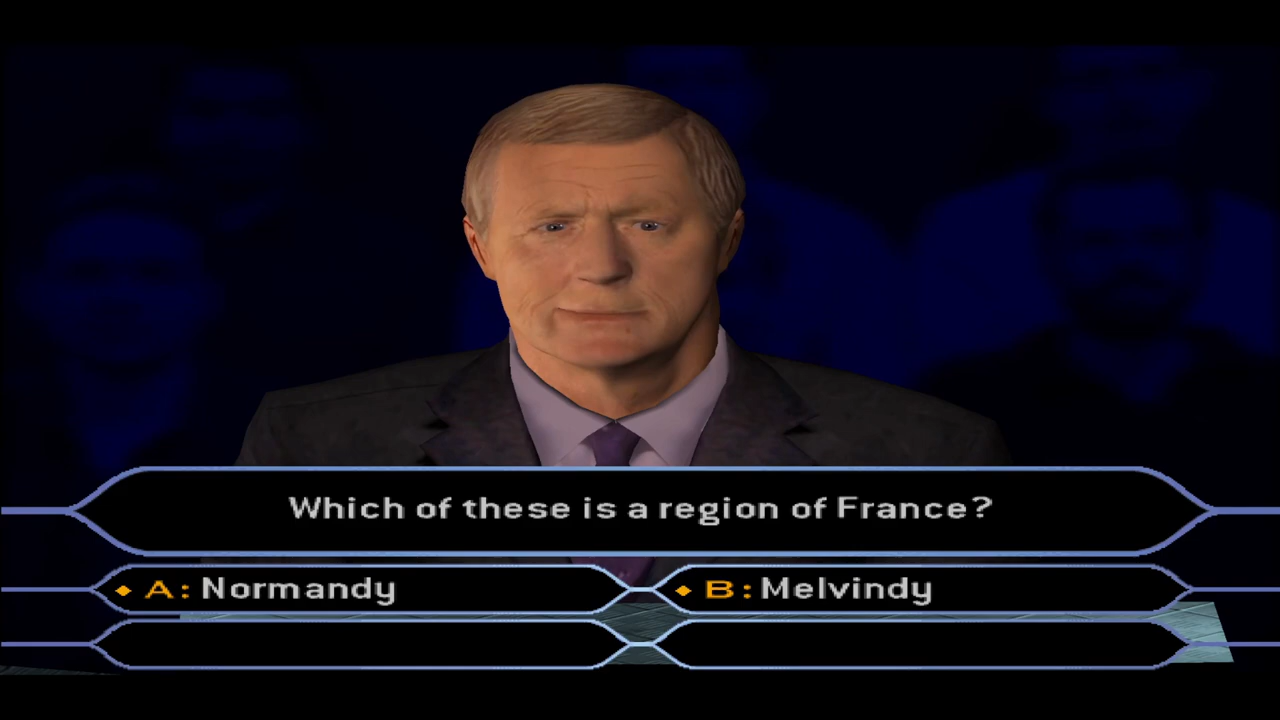 Which of these is a region of France?
A: Normandy
B: Melvindy